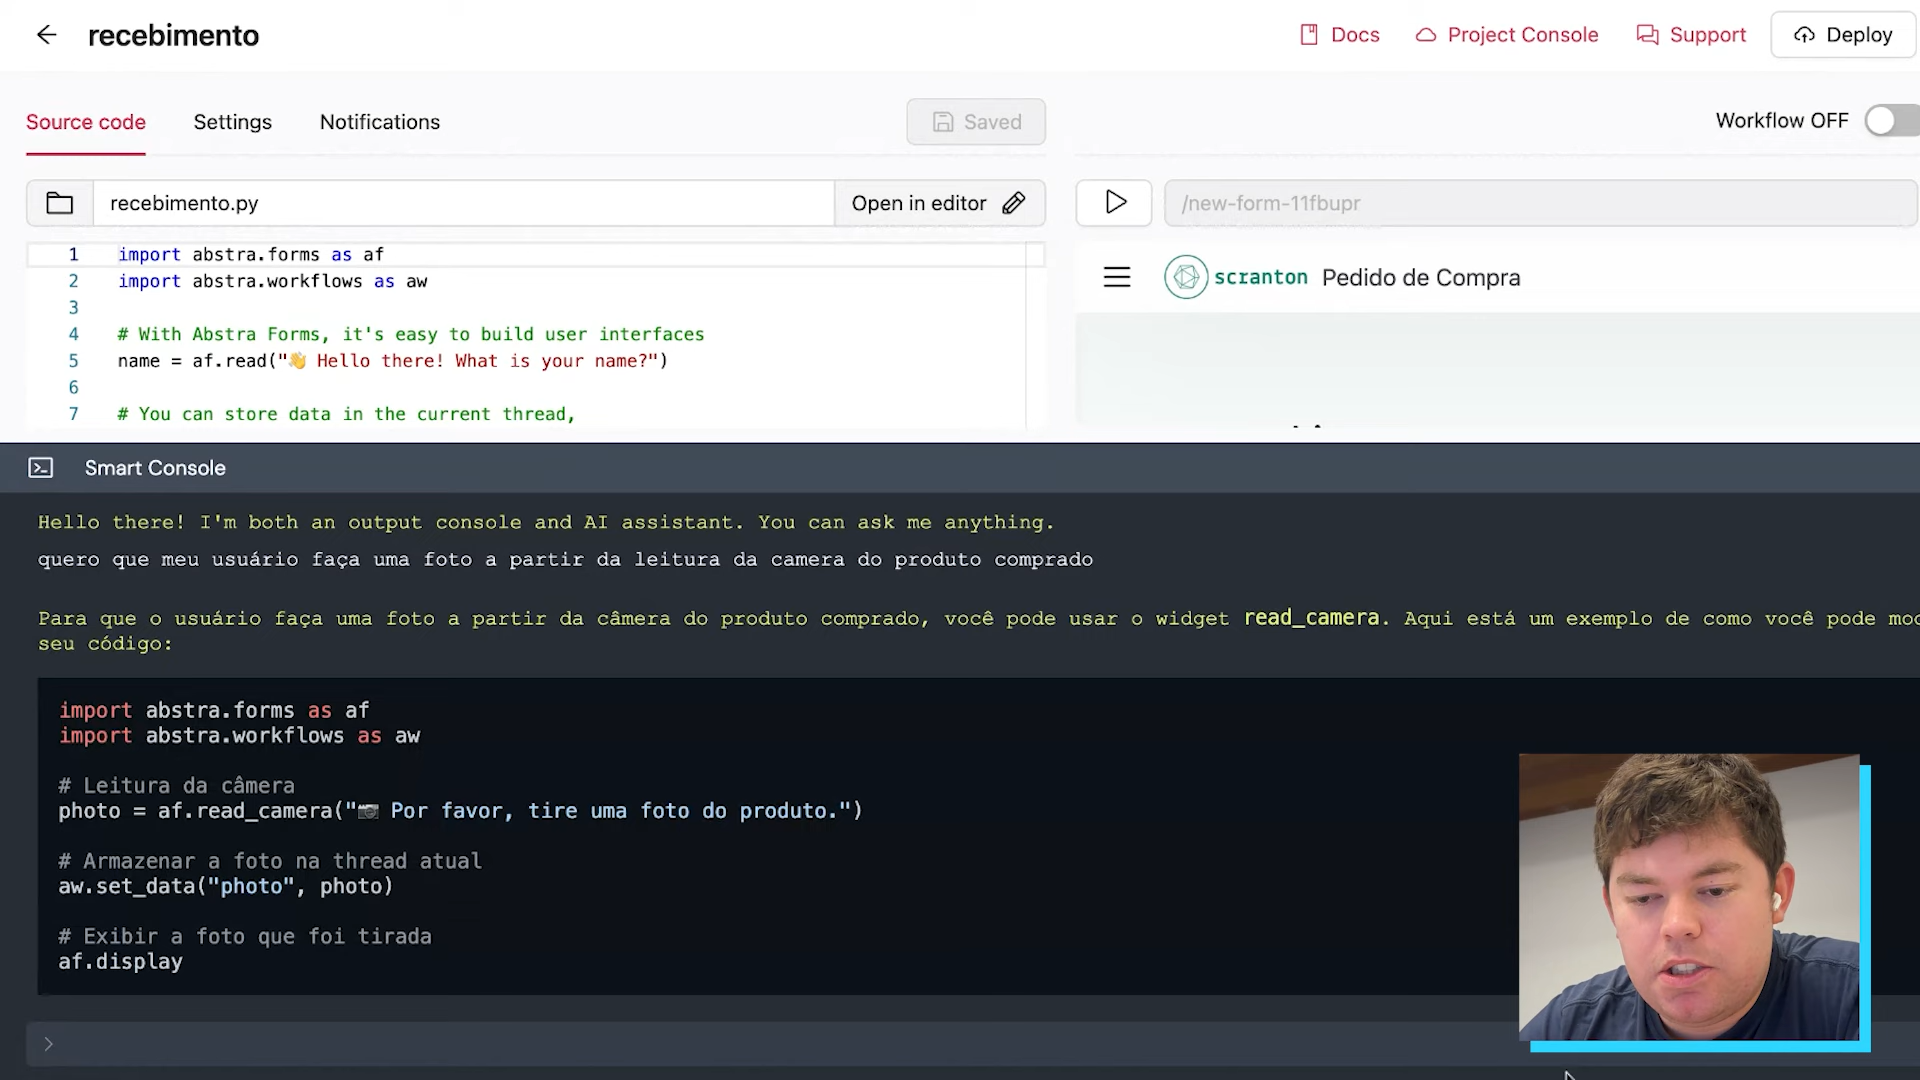 recebimento
Docs
Project Console
Support
Deploy
Source code
Settings
Notifications
Saved
Workflow OFF
recebimento.py
Open in editor
/new-form-11fbupr
1 import abstra.forms as af
2 import abstra.workflows as aw
3
4 # With Abstra Forms, it's easy to build user interfaces
5 name = af.read("👋 Hello there! What is your name?")
6
7 # You can store data in the current thread,
scranton Pedido de Compra
Smart Console
Hello there! I'm both an output console and AI assistant. You can ask me anything.
quero que meu usuário faça uma foto a partir da leitura da camera do produto comprado
Para que o usuário faça uma foto a partir da câmera do produto comprado, você pode usar o widget read_camera. Aqui está um exemplo de como você pode
seu código:
import abstra.forms as af
import abstra.workflows as aw
# Leitura da câmera
photo = af.read_camera("📷 Por favor, tire uma foto do produto.")
# Armazenar a foto na thread atual
aw.set_data("photo", photo)
# Exibir a foto que foi tirada
af.display
>